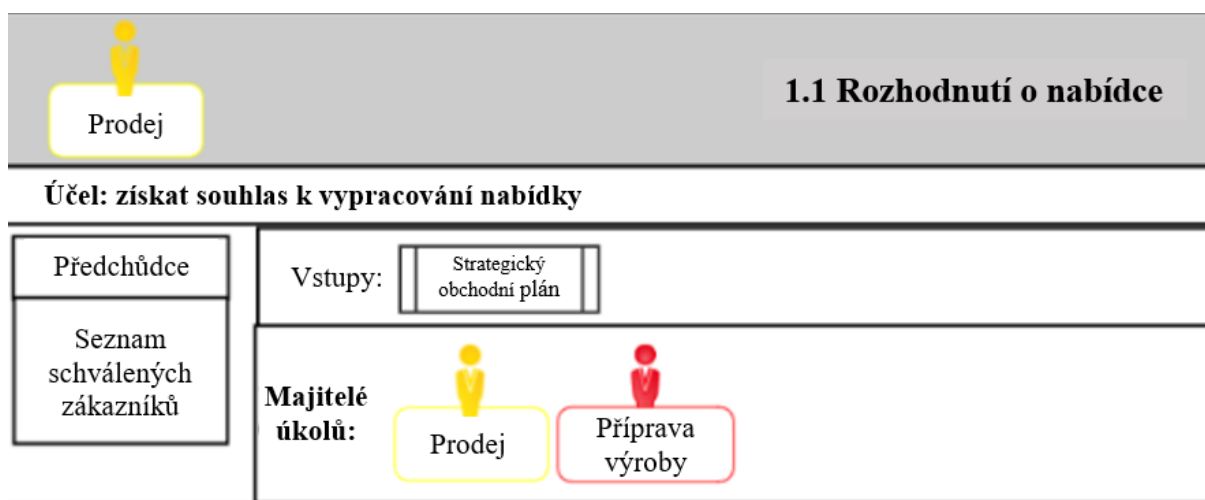 Prodej
1.1 Rozhodnutí o nabídce
Účel: získat souhlas k vypracování nabídky
Předchůdce
Seznam
schválených
zákazníků
Vstupy:
Strategický
obchodní plán
Majitelé
úkolů:
Prodej
Příprava
výroby